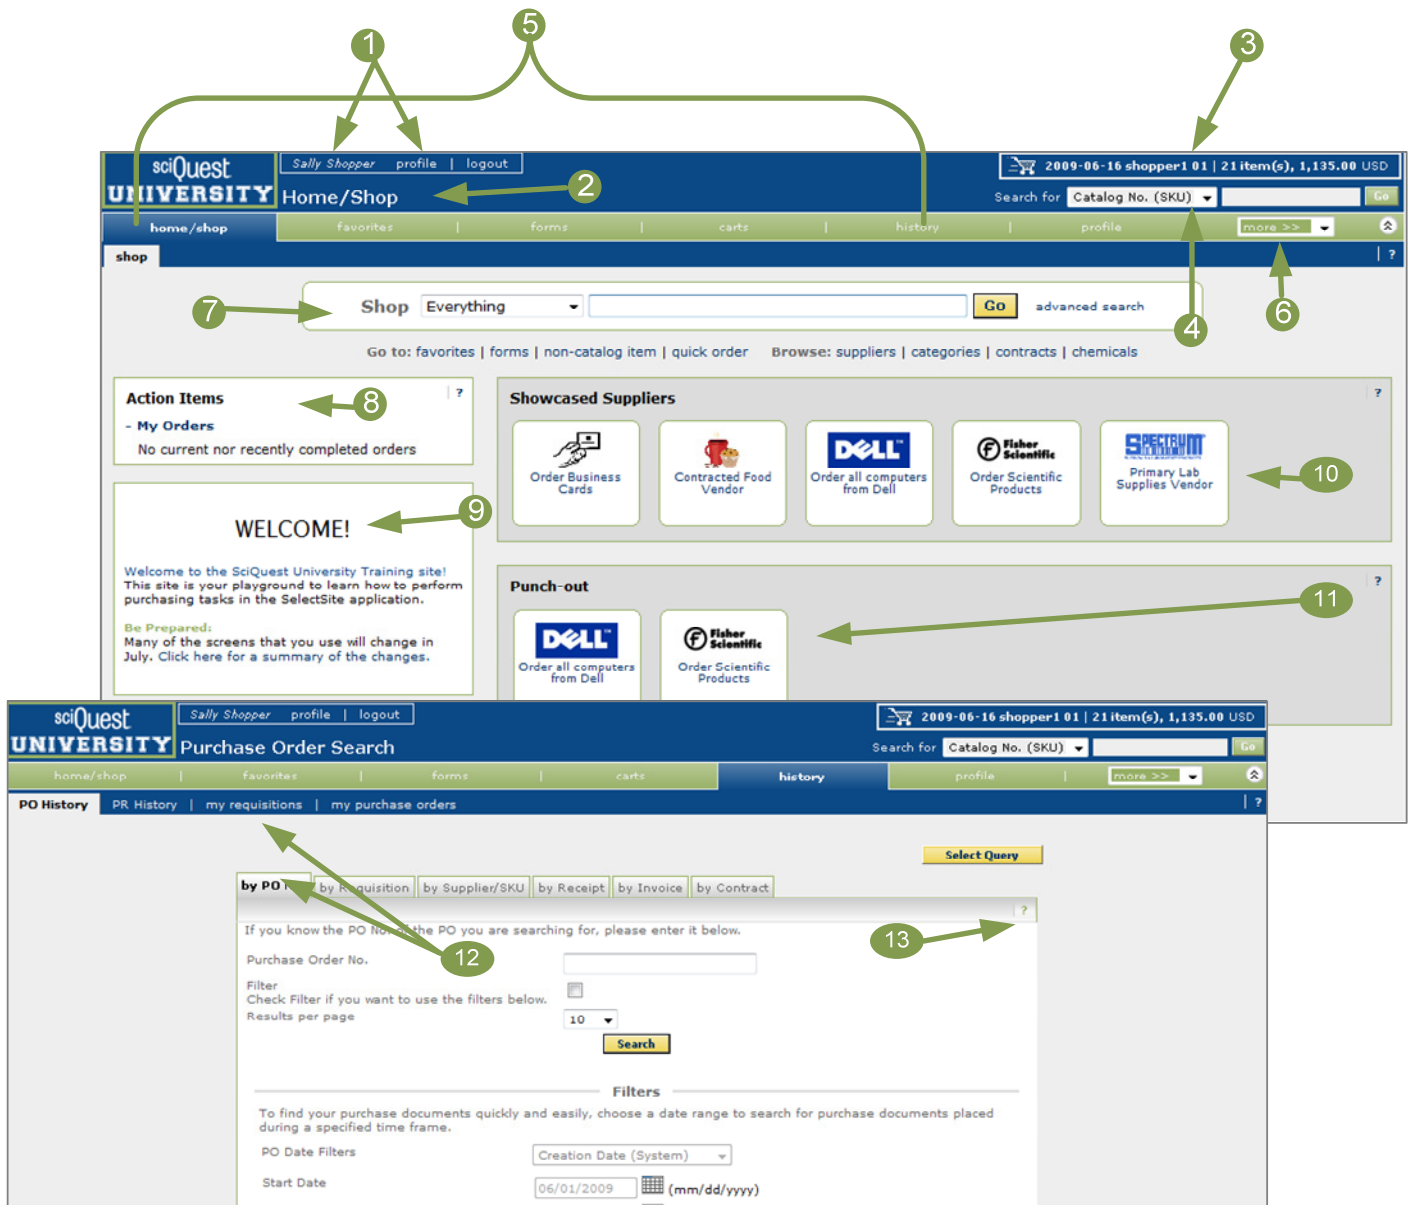 5
1
3
sciQuest
UNIVERSITY
Sally Shopper profile | logout
2009-06-16 shopper1 01 | 21 item(s), 1,135.00 USD
Home/Shop
2
Search for Catalog No. (SKU) Go
home/shop favorites | forms | carts | history | profile more >>
shop | ?
7
Shop Everything Go advanced search
4
6
Go to: favorites | forms | non-catalog item | quick order Browse: suppliers | categories | contracts | chemicals
Action Items ?
8
- My Orders
No current nor recently completed orders
Showcased Suppliers ?
Order Business
Cards
Contracted Food
Vendor
DELL™
Order all computers
from Dell
Fisher
Scientific
Order Scientific
Products
SPECTRUM
Primary Lab
Supplies Vendor
10
9
WELCOME!
Welcome to the SciQuest University Training site!
This site is your playground to learn how to perform
purchasing tasks in the SelectSite application.
Be Prepared:
Many of the screens that you use will change in
July. Click here for a summary of the changes.
Punch-out ?
11
DELL™
Order all computers
from Dell
Fisher
Scientific
Order Scientific
Products
sciQuest
UNIVERSITY
Sally Shopper profile | logout
2009-06-16 shopper1 01 | 21 item(s), 1,135.00 USD
Purchase Order Search
Search for Catalog No. (SKU) Go
home/shop | favorites | forms | carts history profile | more >>
PO History PR History | my requisitions | my purchase orders | ?
Select Query
by PO by Requisition by Supplier/SKU by Receipt by Invoice by Contract
?
If you know the PO No. of the PO you are searching for, please enter it below.
13
12
Purchase Order No.
Filter
Check Filter if you want to use the filters below.
Results per page 10
Search
Filters
To find your purchase documents quickly and easily, choose a date range to search for purchase documents placed
during a specified time frame.
PO Date Filters Creation Date (System)
Start Date 06/01/2009 (mm/dd/yyyy)